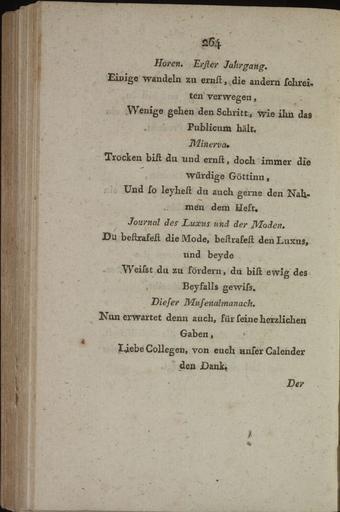 264
Horen. Erſter Jahrgang.
Einige wandeln zu ernſt, die andern ſchrei-
ten verwegen,
Wenige gehen den Schritt, wie ihn das
Publicum hält.
Minerva.
Trocken biſt du und ernſt, doch immer die
würdige Göttinn,
Und ſo leyheſt du auch gerne den Nah-
men dem Heft.
Journal des Luxus und der Moden.
Du beſtrafeſt die Mode, beſtrafeſt den Luxus,
und beyde
Weiſst du zu fördern, du biſt ewig des
Beyfalls gewiſs.
Dieſer Muſenalmanach.
Nun erwartet denn auch, für ſeine herzlichen
Gaben,
Liebe Collegen, von euch unſer Calender
den Dank.
Der